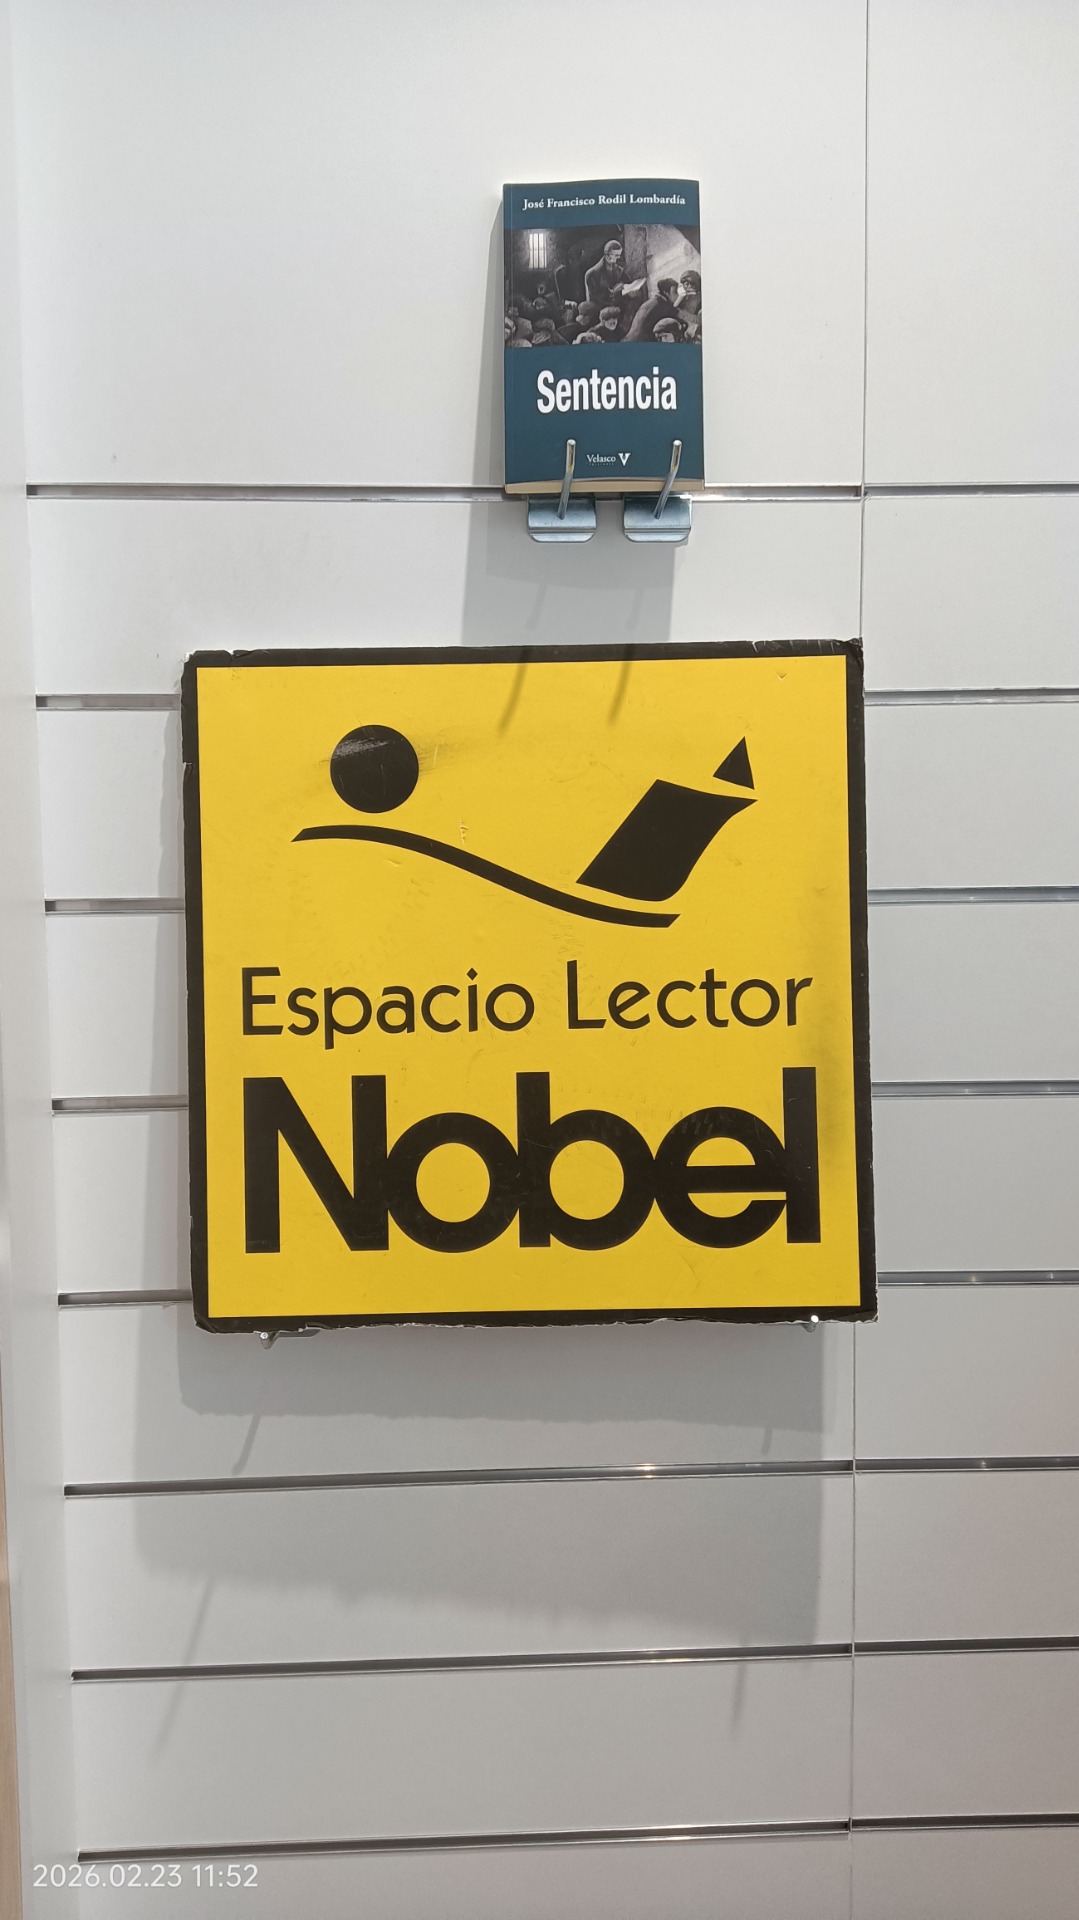 José Francisco Rodil Lombardía
Sentencia
Velasco
Espacio Lector
Nobel
2026.02.23 11:52